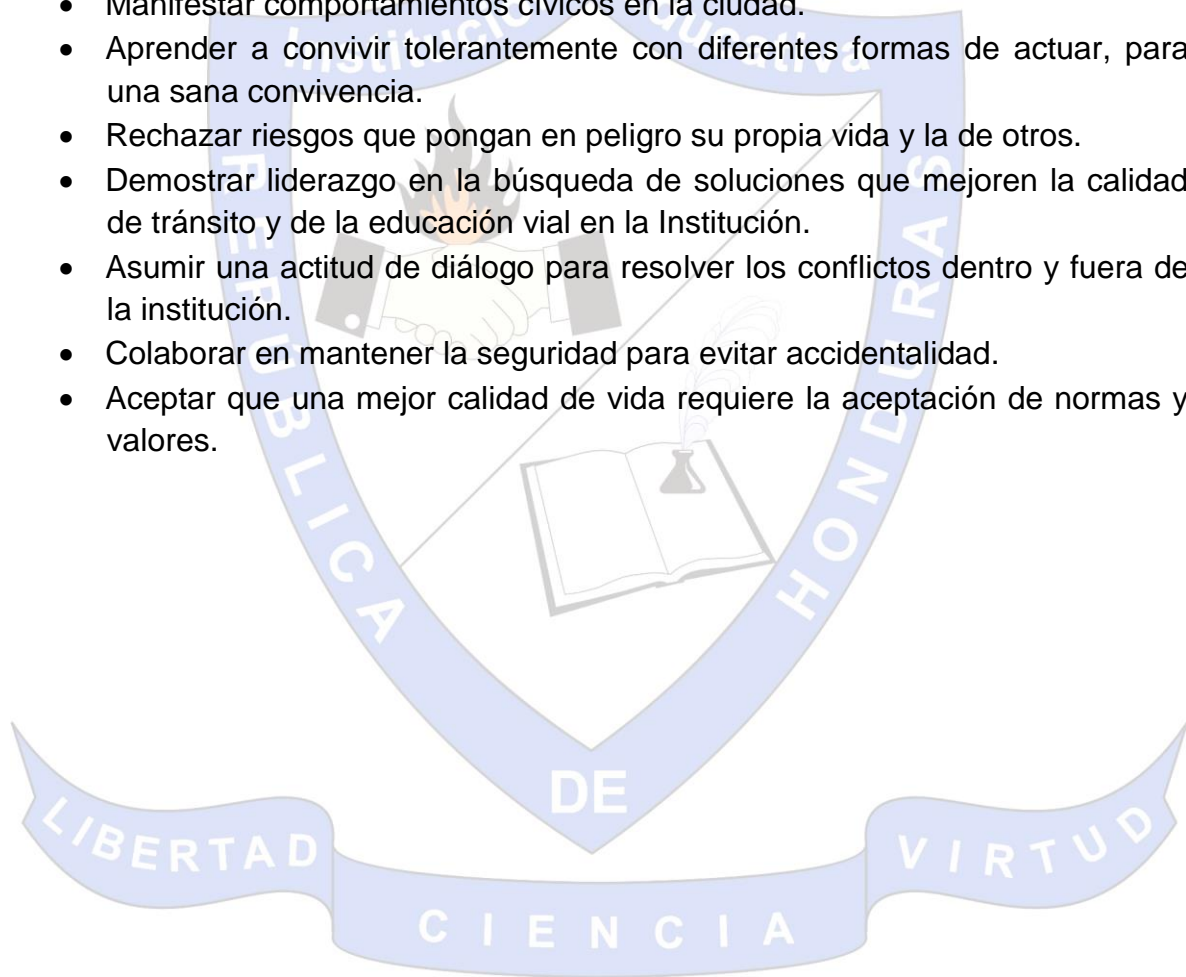 • Manifestar comportamientos cívicos en la ciudad.
• Aprender a convivir tolerantemente con diferentes formas de actuar, para
una sana convivencia.
• Rechazar riesgos que pongan en peligro su propia vida y la de otros.
• Demostrar liderazgo en la búsqueda de soluciones que mejoren la calidad
de tránsito y de la educación vial en la Institución.
• Asumir una actitud de diálogo para resolver los conflictos dentro y fuera de
la institución.
• Colaborar en mantener la seguridad para evitar accidentalidad.
• Aceptar que una mejor calidad de vida requiere la aceptación de normas y
valores.
Institución Educativa
REPÚBLICA
DE
HONDURAS
LIBERTAD
CIENCIA
VIRTUD